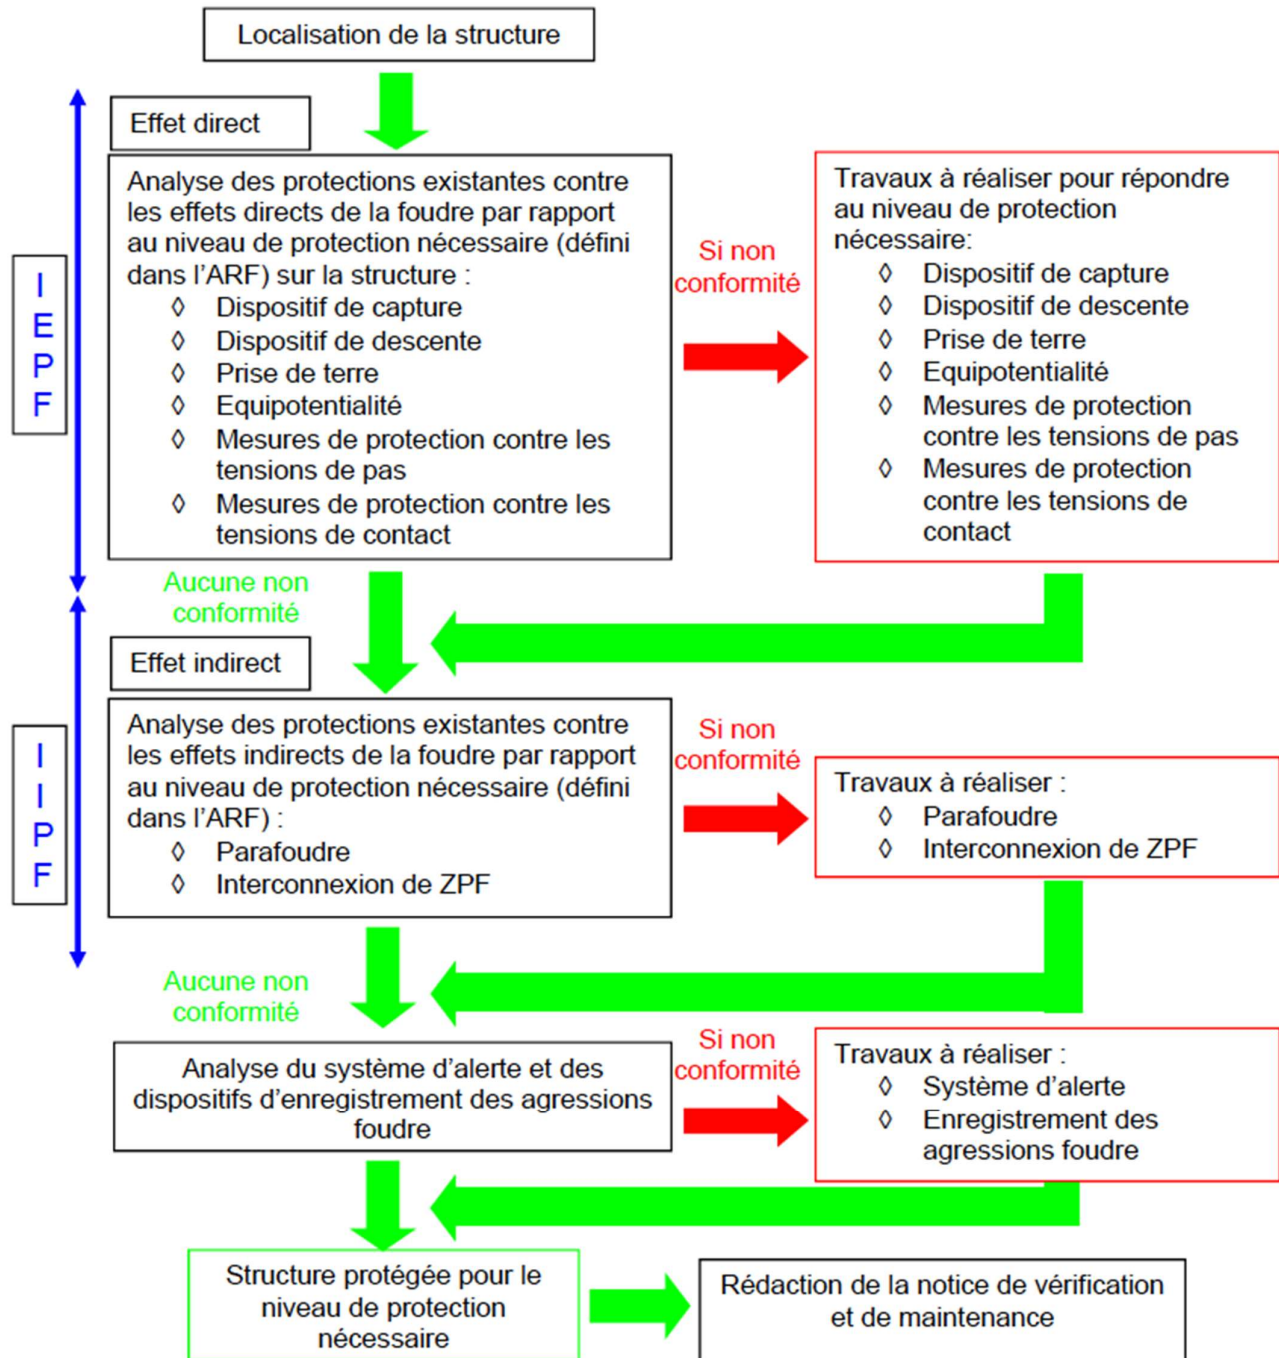 Localisation de la structure
Effet direct
I
E
P
F
Analyse des protections existantes contre
les effets directs de la foudre par rapport
au niveau de protection nécessaire (défini
dans l'ARF) sur la structure :
◊ Dispositif de capture
◊ Dispositif de descente
◊ Prise de terre
◊ Equipotentialité
◊ Mesures de protection contre les
tensions de pas
◊ Mesures de protection contre les
tensions de contact
Si non
conformité
Travaux à réaliser pour répondre
au niveau de protection
nécessaire:
◊ Dispositif de capture
◊ Dispositif de descente
◊ Prise de terre
◊ Equipotentialité
◊ Mesures de protection
contre les tensions de pas
◊ Mesures de protection
contre les tensions de
contact
Aucune non
conformité
Effet indirect
I
I
P
F
Analyse des protections existantes contre
les effets indirects de la foudre par rapport
au niveau de protection nécessaire (défini
dans l'ARF) :
◊ Parafoudre
◊ Interconnexion de ZPF
Si non
conformité
Travaux à réaliser :
◊ Parafoudre
◊ Interconnexion de ZPF
Aucune non
conformité
Analyse du système d'alerte et des
dispositifs d'enregistrement des agressions
foudre
Si non
conformité
Travaux à réaliser :
◊ Système d'alerte
◊ Enregistrement des
agressions foudre
Structure protégée pour le
niveau de protection
nécessaire
Rédaction de la notice de vérification
et de maintenance